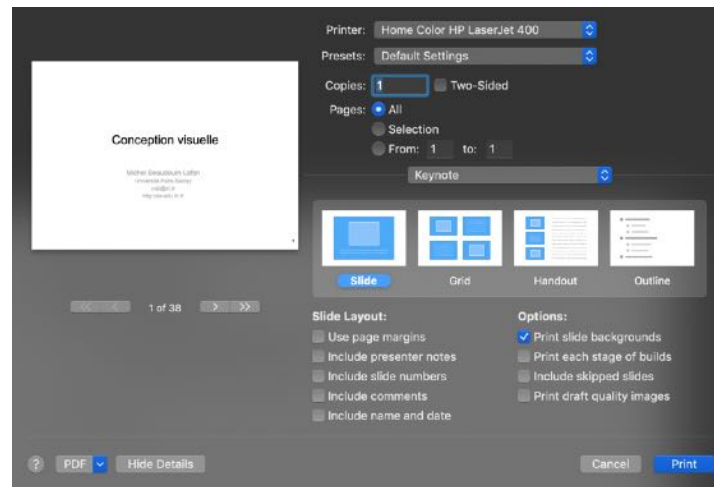 Printer: Home Color HP LaserJet 400
Presets: Default Settings
Copies: 1 Two-Sided
Pages: All
Selection
From: 1 to: 1
Keynote
Conception visuelle
Slide Grid Handout Outline
1 of 38
Slide Layout: Options:
Use page margins Print slide backgrounds
Include presenter notes Print each stage of builds
Include slide numbers Include skipped slides
Include comments Print draft quality images
Include name and date
? PDF Hide Details Cancel Print